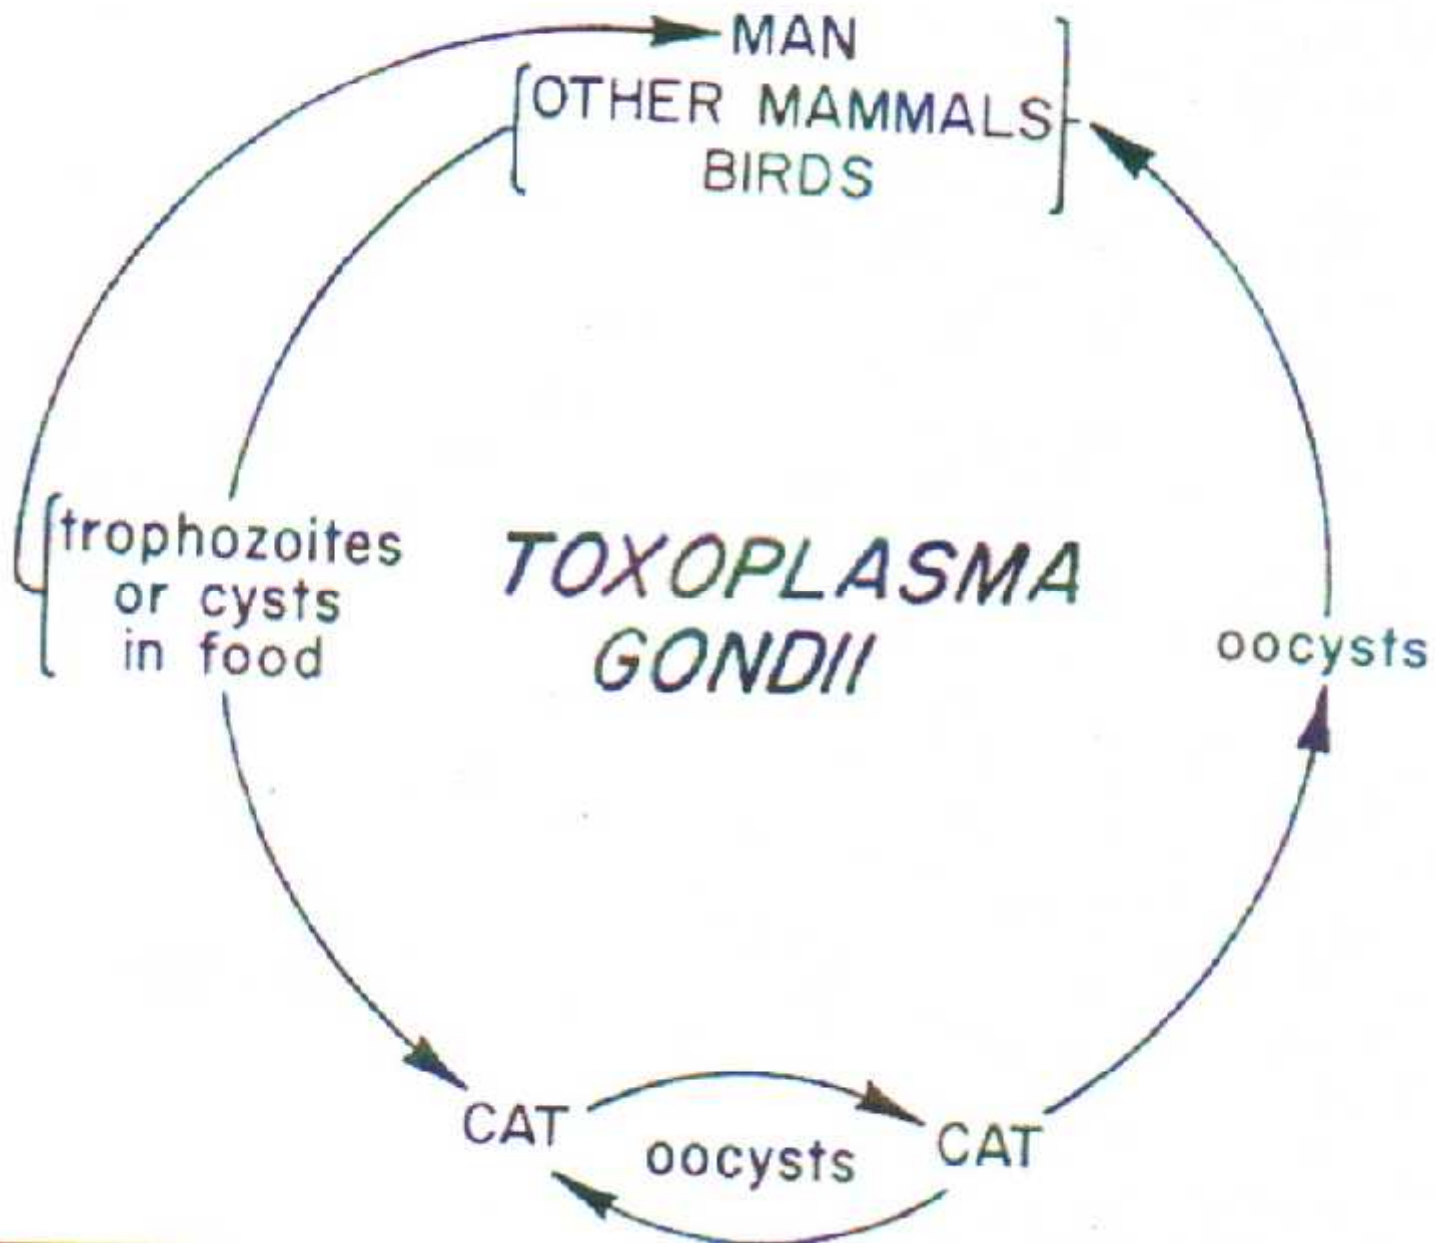 MAN
OTHER MAMMALS
BIRDS
trophozoites
or cysts
in food
TOXOPLASMA
GONDII
oocysts
CAT
oocysts
CAT